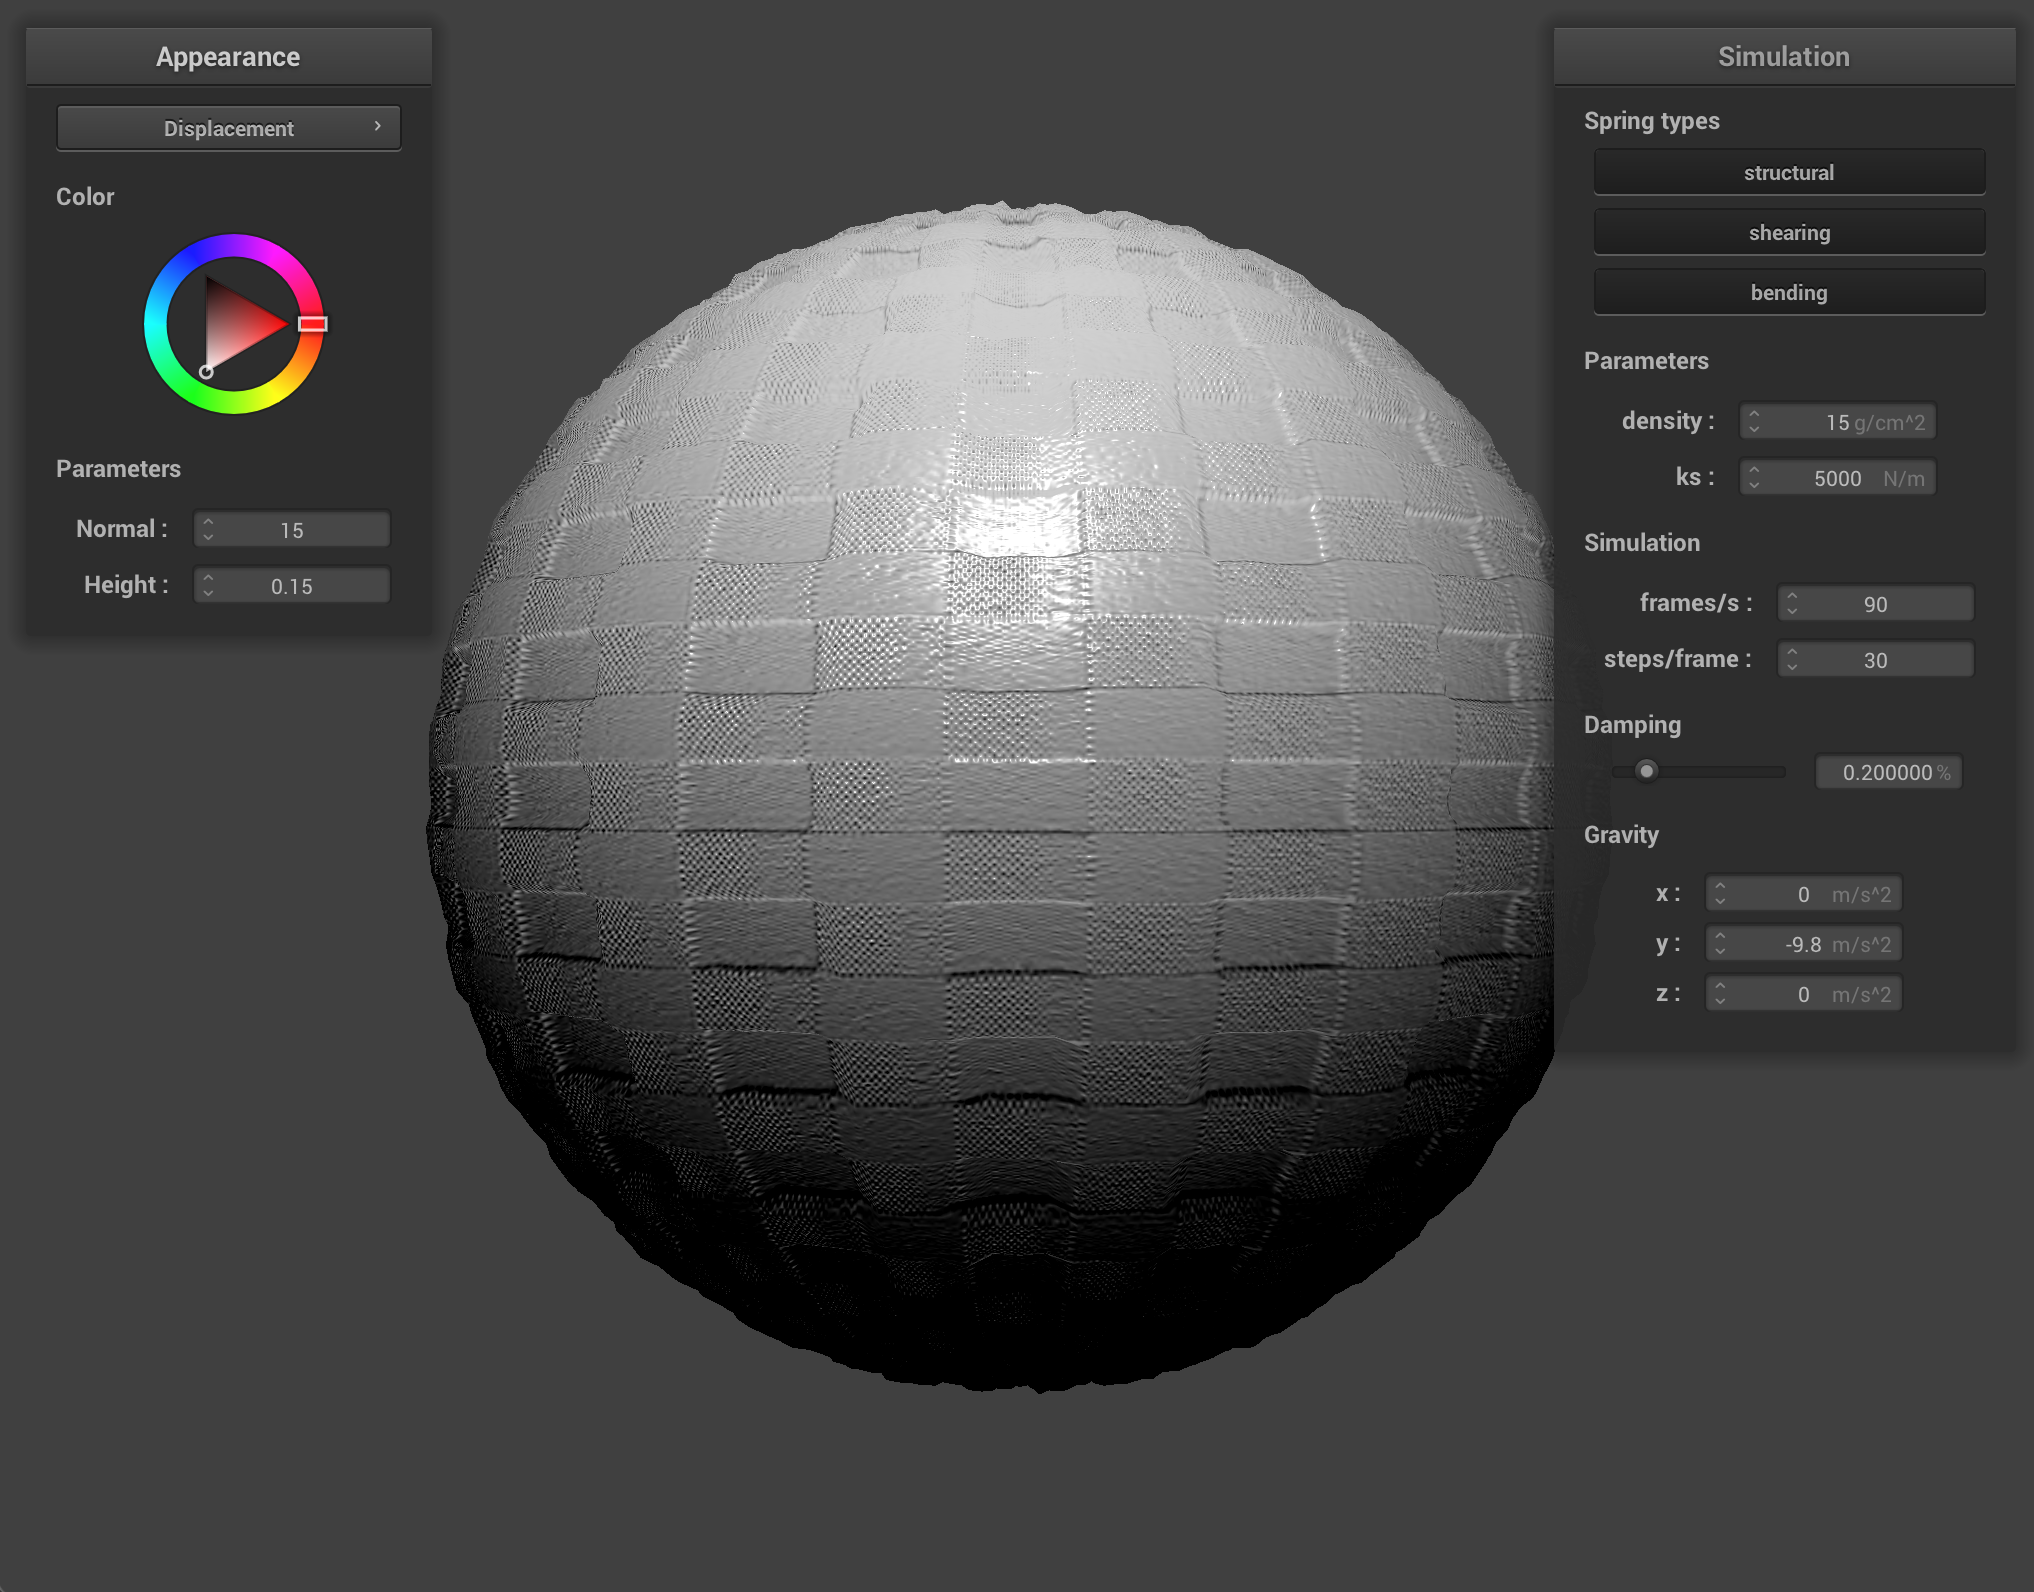 Appearance
Displacement
Color
Parameters
Normal : 15
Height : 0.15
Simulation
Spring types
structural
shearing
bending
Parameters
density : 15 g/cm^2
ks : 5000 N/m
Simulation
frames/s : 90
steps/frame : 30
Damping
0.200000 %
Gravity
x : 0 m/s^2
y : -9.8 m/s^2
z : 0 m/s^2